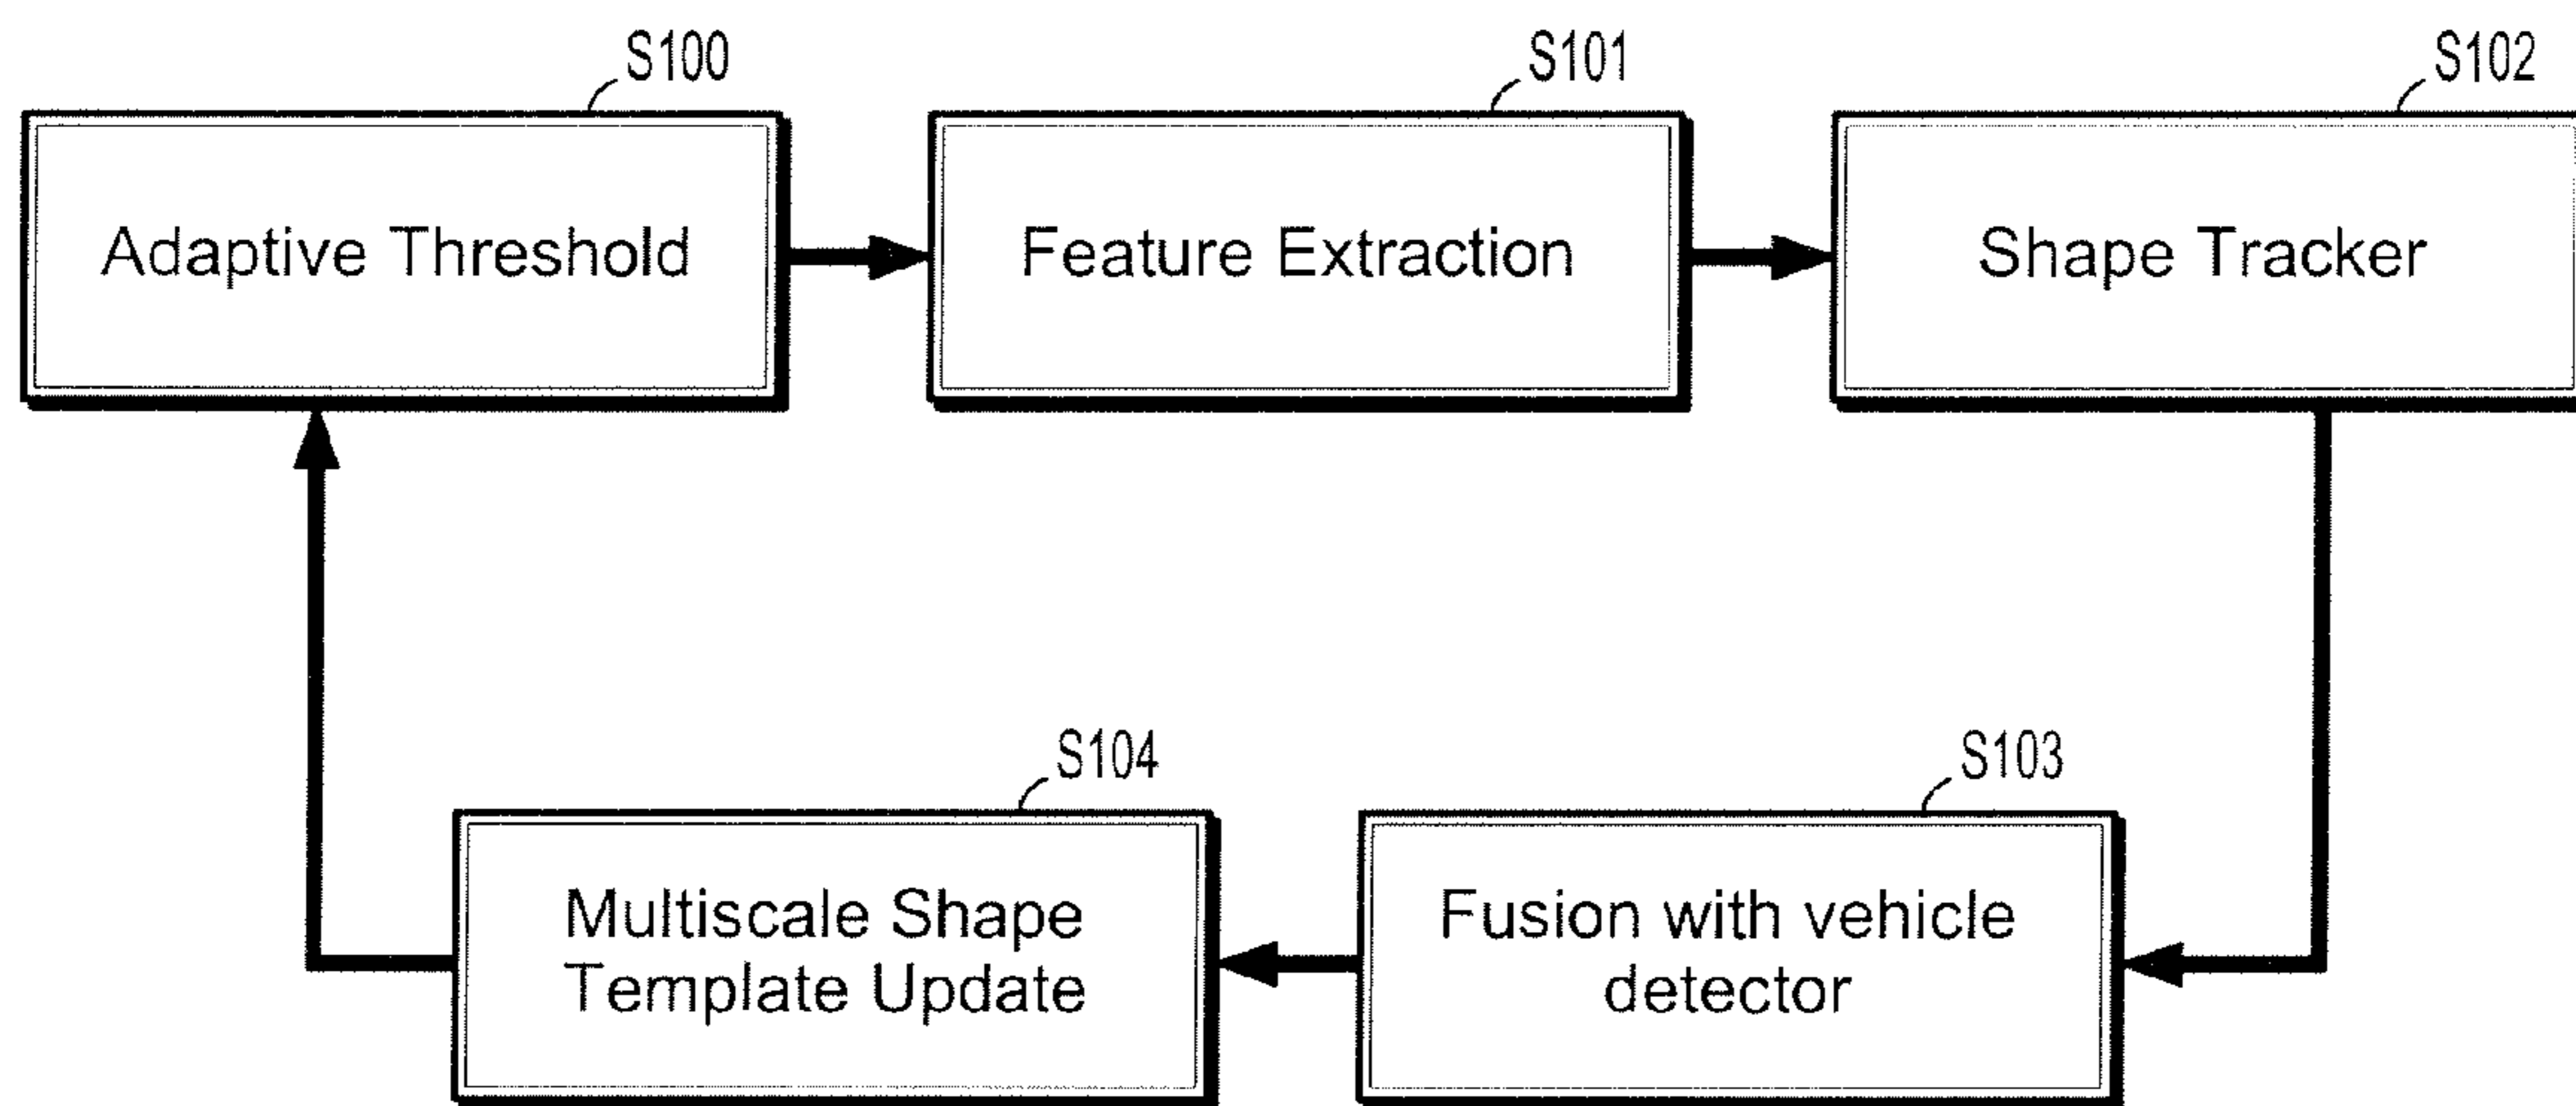 S100
Adaptive Threshold
S101
Feature Extraction
S102
Shape Tracker
S104
Multiscale Shape
Template Update
S103
Fusion with vehicle
detector